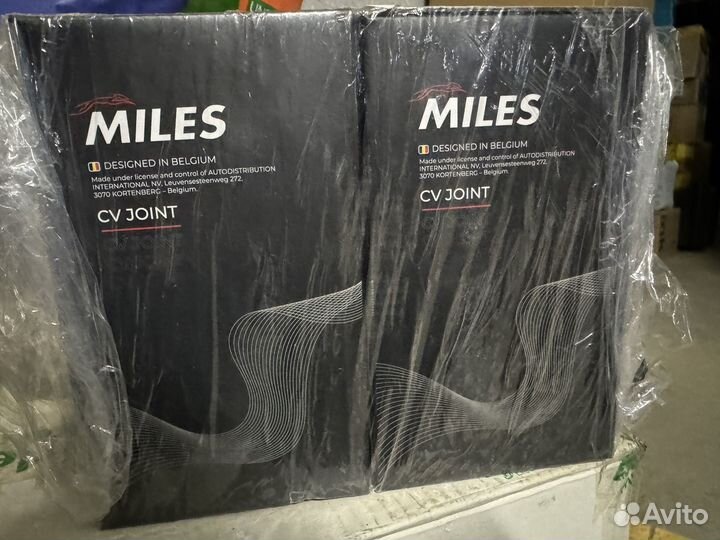 MILES
DESIGNED IN BELGIUM
Made under license and control of AUTODISTRIBUTION
INTERNATIONAL NV, Leuvensesteenweg 272,
3070 KORTENBERG – Belgium.
CV JOINT
MILES
DESIGNED IN BELGIUM
Made under license and control of AUTODISTRIBUTION
INTERNATIONAL NV, Leuvensesteenweg 272,
3070 KORTENBERG – Belgium.
CV JOINT
Avito